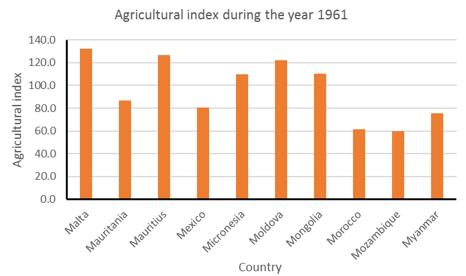 Agricultural index during the year 1961
Agricultural index
140.0
120.0
100.0
80.0
60.0
40.0
20.0
0.0
Malta
Mauritania
Mauritius
Mexico
Micronesia
Moldova
Mongolia
Morocco
Mozambique
Myanmar
Country